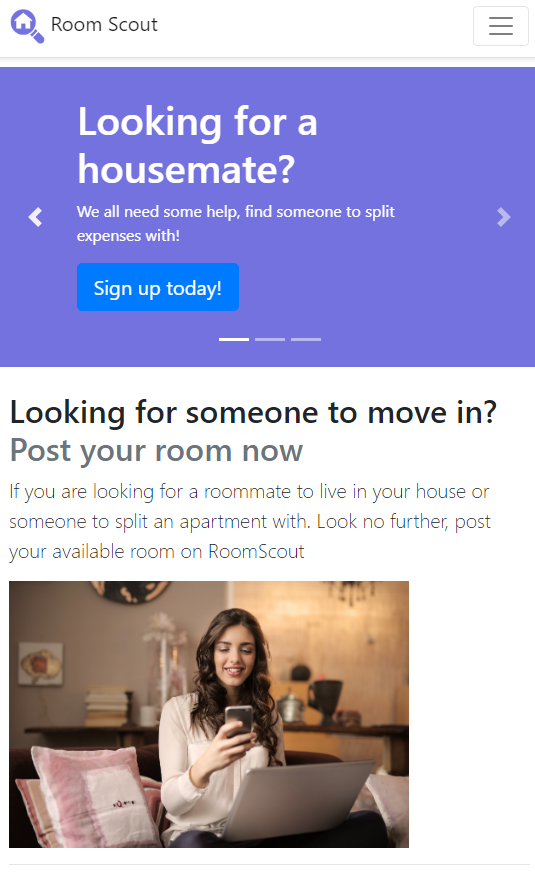 Room Scout
Looking for a
housemate?
We all need some help, find someone to split
expenses with!
Sign up today!
Looking for someone to move in?
Post your room now
If you are looking for a roommate to live in your house or
someone to split an apartment with. Look no further, post
your available room on RoomScout